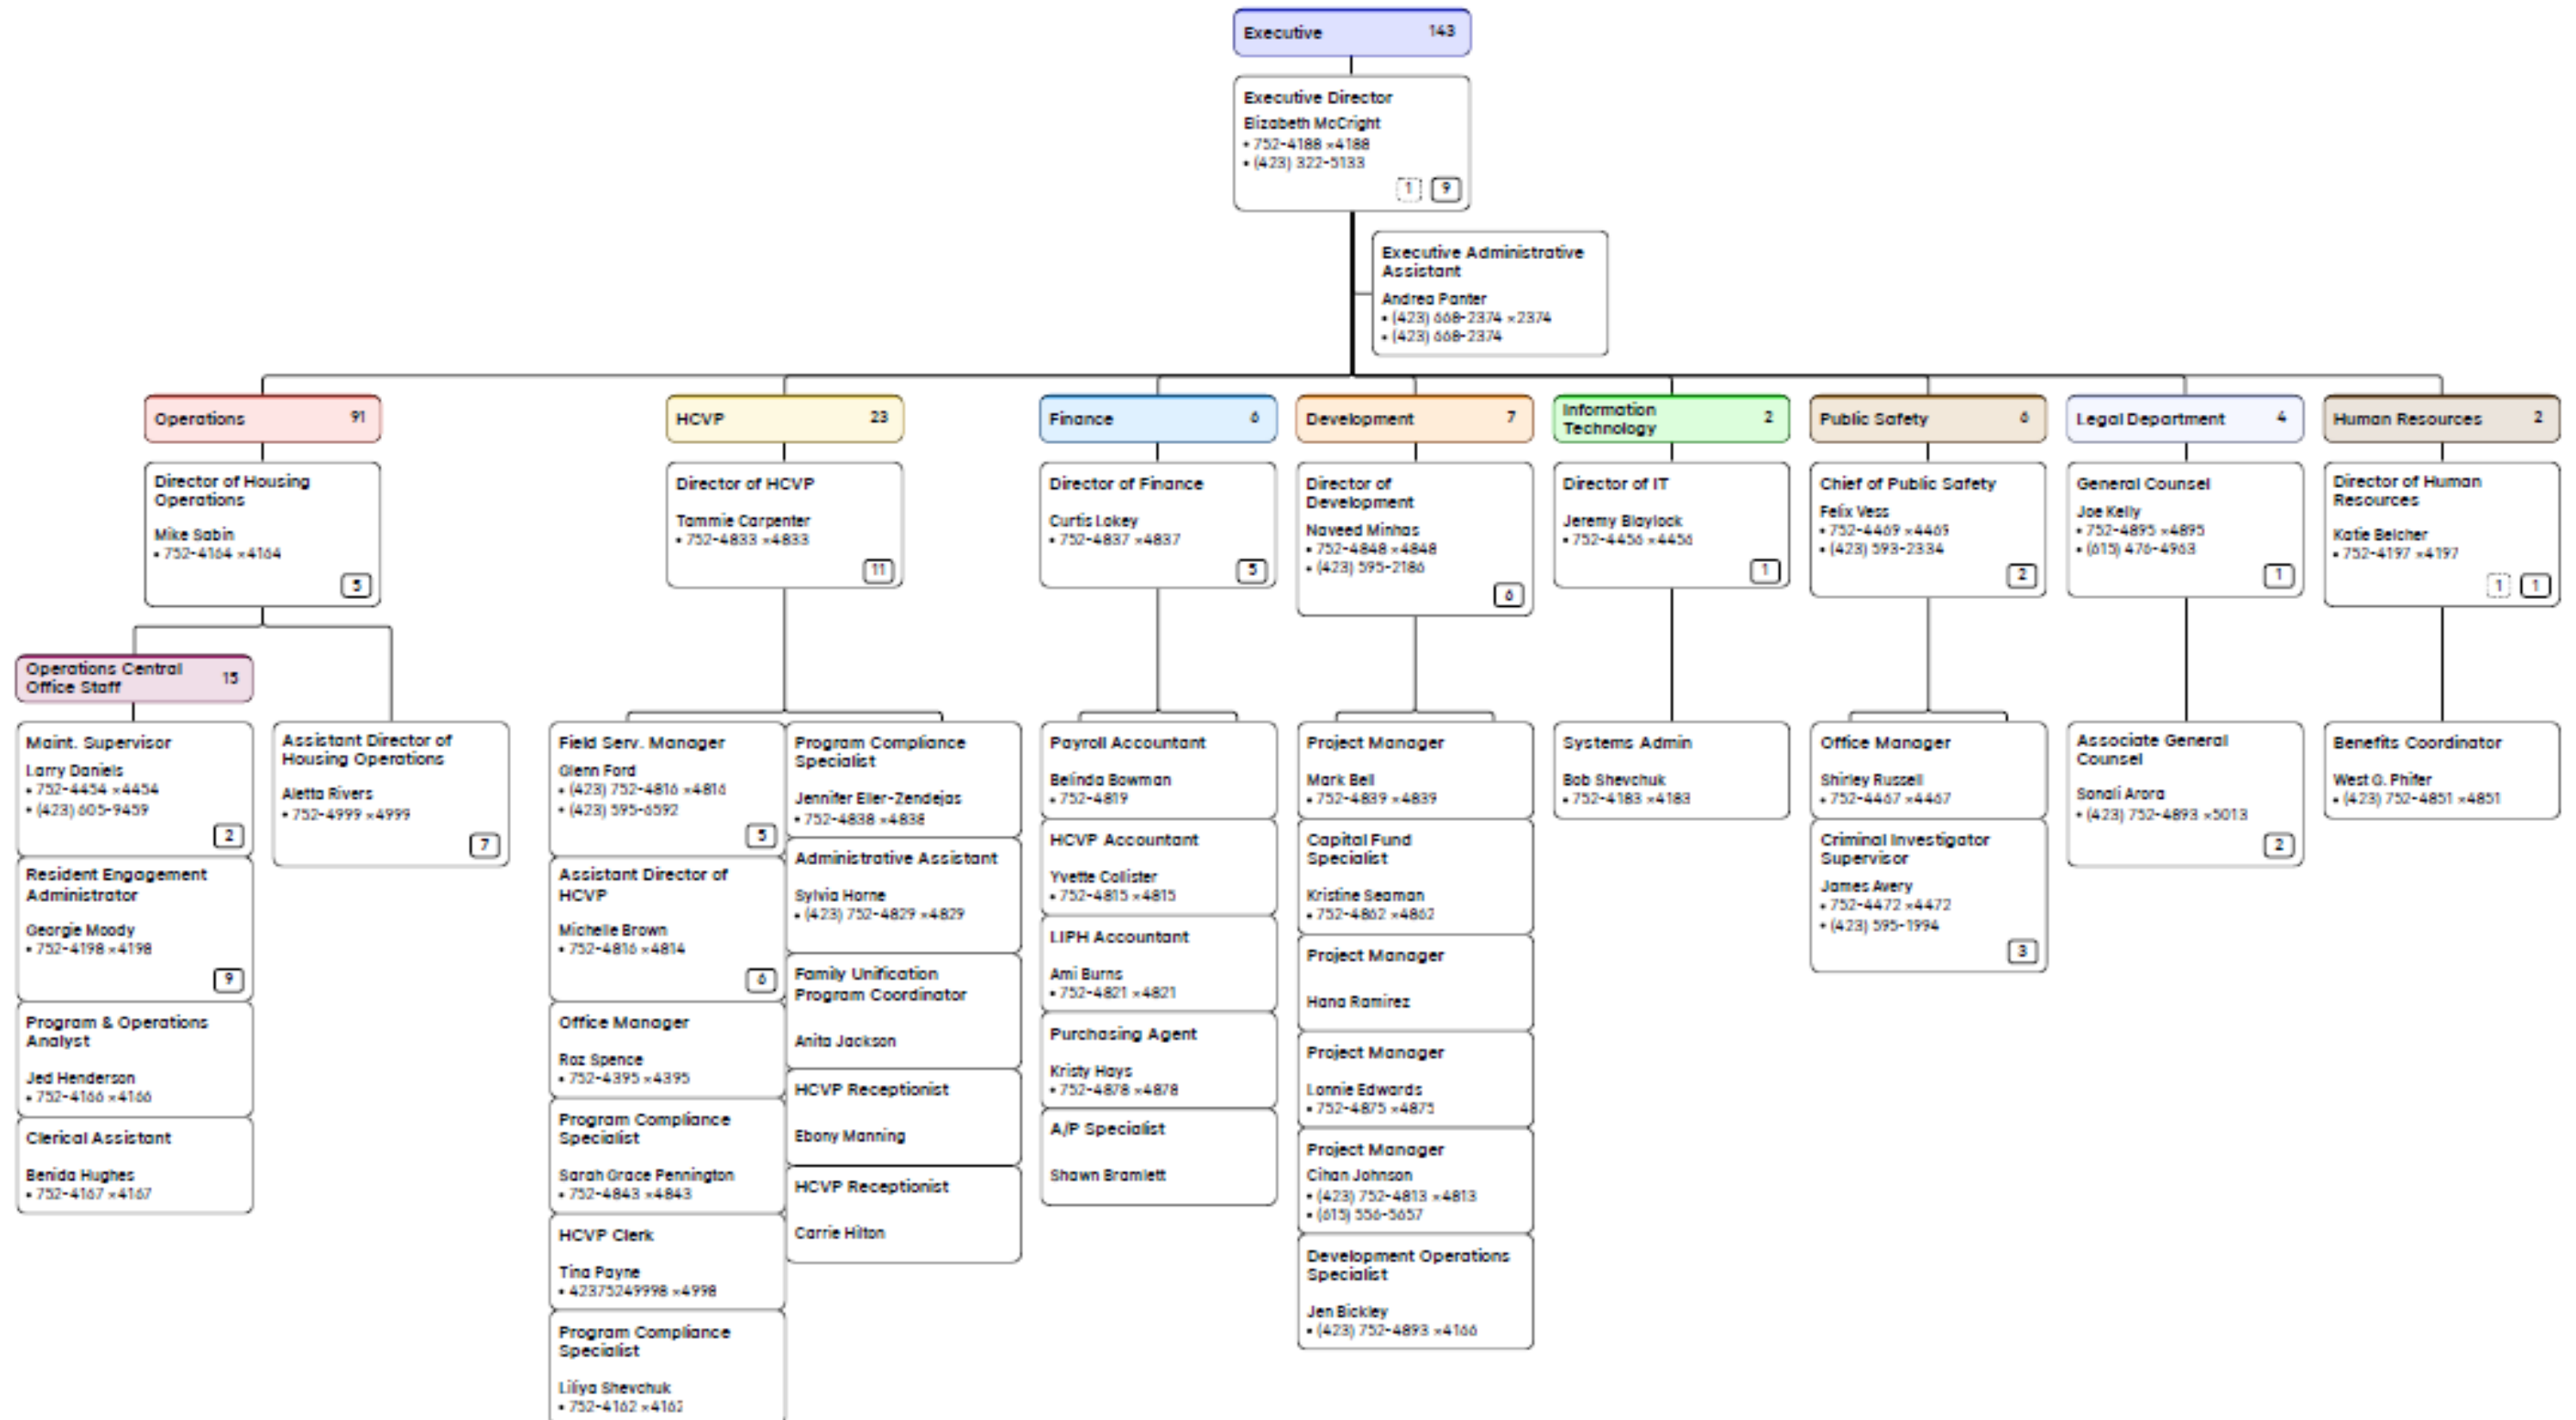 Executive 143
Executive Director
Elizabeth McCright
• 752-4188 x4188
• (423) 322-5133
1 9
Executive Administrative
Assistant
Andrea Panter
• (423) 668-2374 x2374
• (423) 668-2374
Operations 91
Director of Housing
Operations
Mike Sabin
• 752-4164 x4164
5
Operations Central
Office Staff 15
Maint. Supervisor
Larry Daniels
• 752-4454 x4454
• (423) 605-9459
2
Resident Engagement
Administrator
Georgie Moody
• 752-4198 x4198
9
Program & Operations
Analyst
Jed Henderson
• 752-4166 x4166
Clerical Assistant
Benida Hughes
• 752-4167 x4167
Assistant Director of
Housing Operations
Aletta Rivers
• 752-4999 x4999
7
HCVP 23
Director of HCVP
Tammie Carpenter
• 752-4833 x4833
11
Field Serv. Manager
Glenn Ford
• (423) 752-4816 x4816
• (423) 595-6592
5
Assistant Director of
HCVP
Michelle Brown
• 752-4816 x4814
6
Office Manager
Roz Spence
• 752-4395 x4395
Program Compliance
Specialist
Sarah Grace Pennington
• 752-4843 x4843
HCVP Clerk
Tina Payne
• 42375249998 x4998
Program Compliance
Specialist
Liliya Shevchuk
• 752-4162 x4162
Program Compliance
Specialist
Jennifer Eller-Zendejas
• 752-4838 x4838
Administrative Assistant
Sylvia Horne
• (423) 752-4829 x4829
Family Unification
Program Coordinator
Anita Jackson
HCVP Receptionist
Ebony Manning
HCVP Receptionist
Carrie Hilton
Finance 6
Director of Finance
Curtis Lokey
• 752-4837 x4837
5
Payroll Accountant
Belinda Bowman
• 752-4819
HCVP Accountant
Yvette Collister
• 752-4815 x4815
LIPH Accountant
Ami Burns
• 752-4821 x4821
Purchasing Agent
Kristy Hays
• 752-4878 x4878
A/P Specialist
Shawn Bramlett
Development 7
Director of
Development
Naveed Minhas
• 752-4848 x4848
• (423) 595-2186
6
Project Manager
Mark Bell
• 752-4839 x4839
Capital Fund
Specialist
Kristine Seaman
• 752-4862 x4862
Project Manager
Hana Ramirez
Project Manager
Lonnie Edwards
• 752-4875 x4875
Project Manager
Cihan Johnson
• (423) 752-4813 x4813
• (615) 556-5657
Development Operations
Specialist
Jen Bickley
• (423) 752-4893 x4166
Information
Technology 2
Director of IT
Jeremy Blaylock
• 752-4456 x4456
1
Systems Admin
Bob Shevchuk
• 752-4183 x4183
Public Safety 6
Chief of Public Safety
Felix Vess
• 752-4469 x4469
• (423) 593-2334
2
Office Manager
Shirley Russell
• 752-4467 x4467
Criminal Investigator
Supervisor
James Avery
• 752-4472 x4472
• (423) 595-1994
3
Legal Department 4
General Counsel
Joe Kelly
• 752-4895 x4895
• (615) 476-4963
1
Associate General
Counsel
Sonali Arora
• (423) 752-4893 x5013
2
Human Resources 2
Director of Human
Resources
Katie Belcher
• 752-4197 x4197
1 1
Benefits Coordinator
West G. Phifer
• (423) 752-4851 x4851